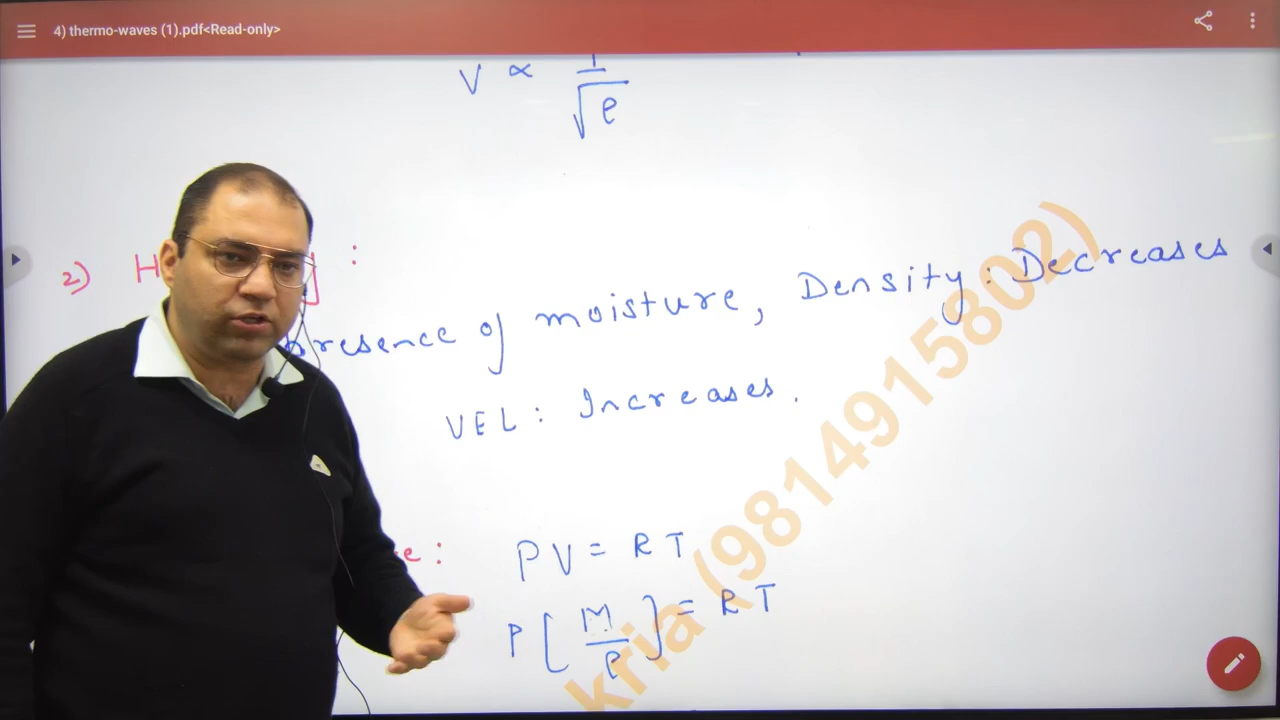 4) thermo-waves (1).pdf<Read-only>
V ∝ 1/√ρ
2) H :
presence of moisture, Density : Decreases
VEL : Increases.
e : PV = RT
P [M/ρ] = RT
kria (9814915802)